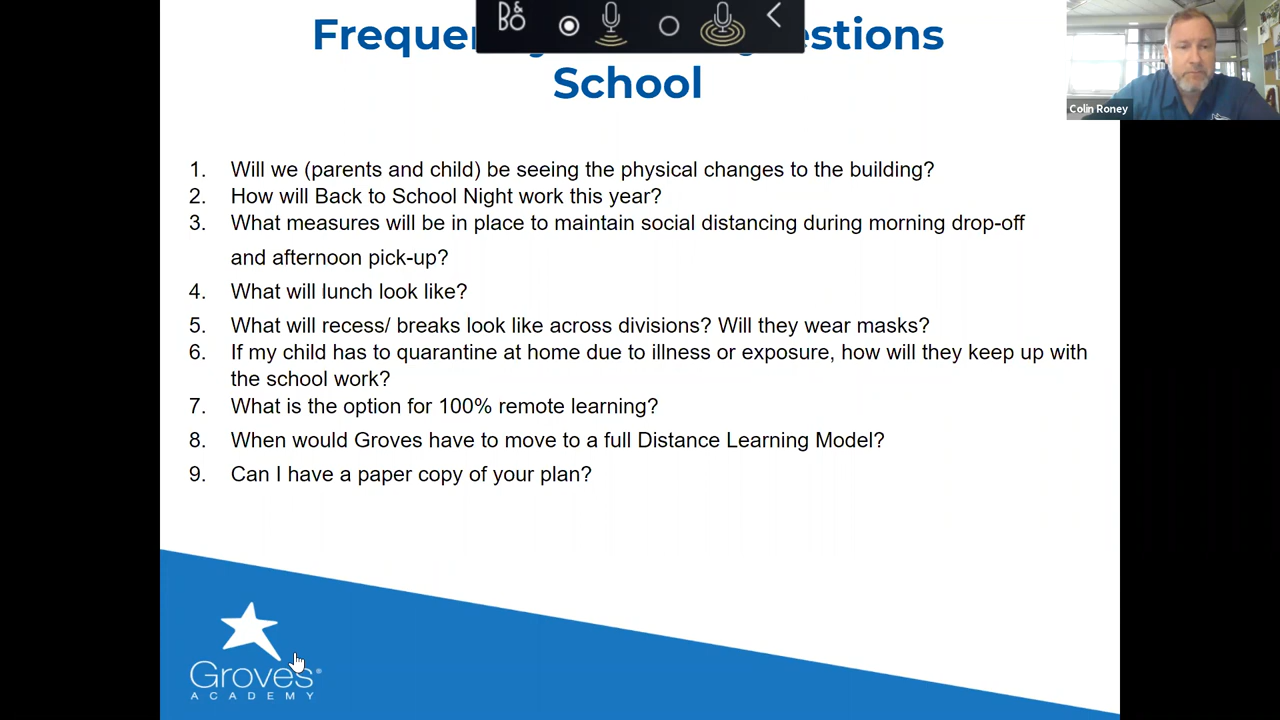 B&O
Frequen estions
School
Colin Roney
1. Will we (parents and child) be seeing the physical changes to the building?
2. How will Back to School Night work this year?
3. What measures will be in place to maintain social distancing during morning drop-off
and afternoon pick-up?
4. What will lunch look like?
5. What will recess/ breaks look like across divisions? Will they wear masks?
6. If my child has to quarantine at home due to illness or exposure, how will they keep up with
the school work?
7. What is the option for 100% remote learning?
8. When would Groves have to move to a full Distance Learning Model?
9. Can I have a paper copy of your plan?
Groves®
ACADEMY